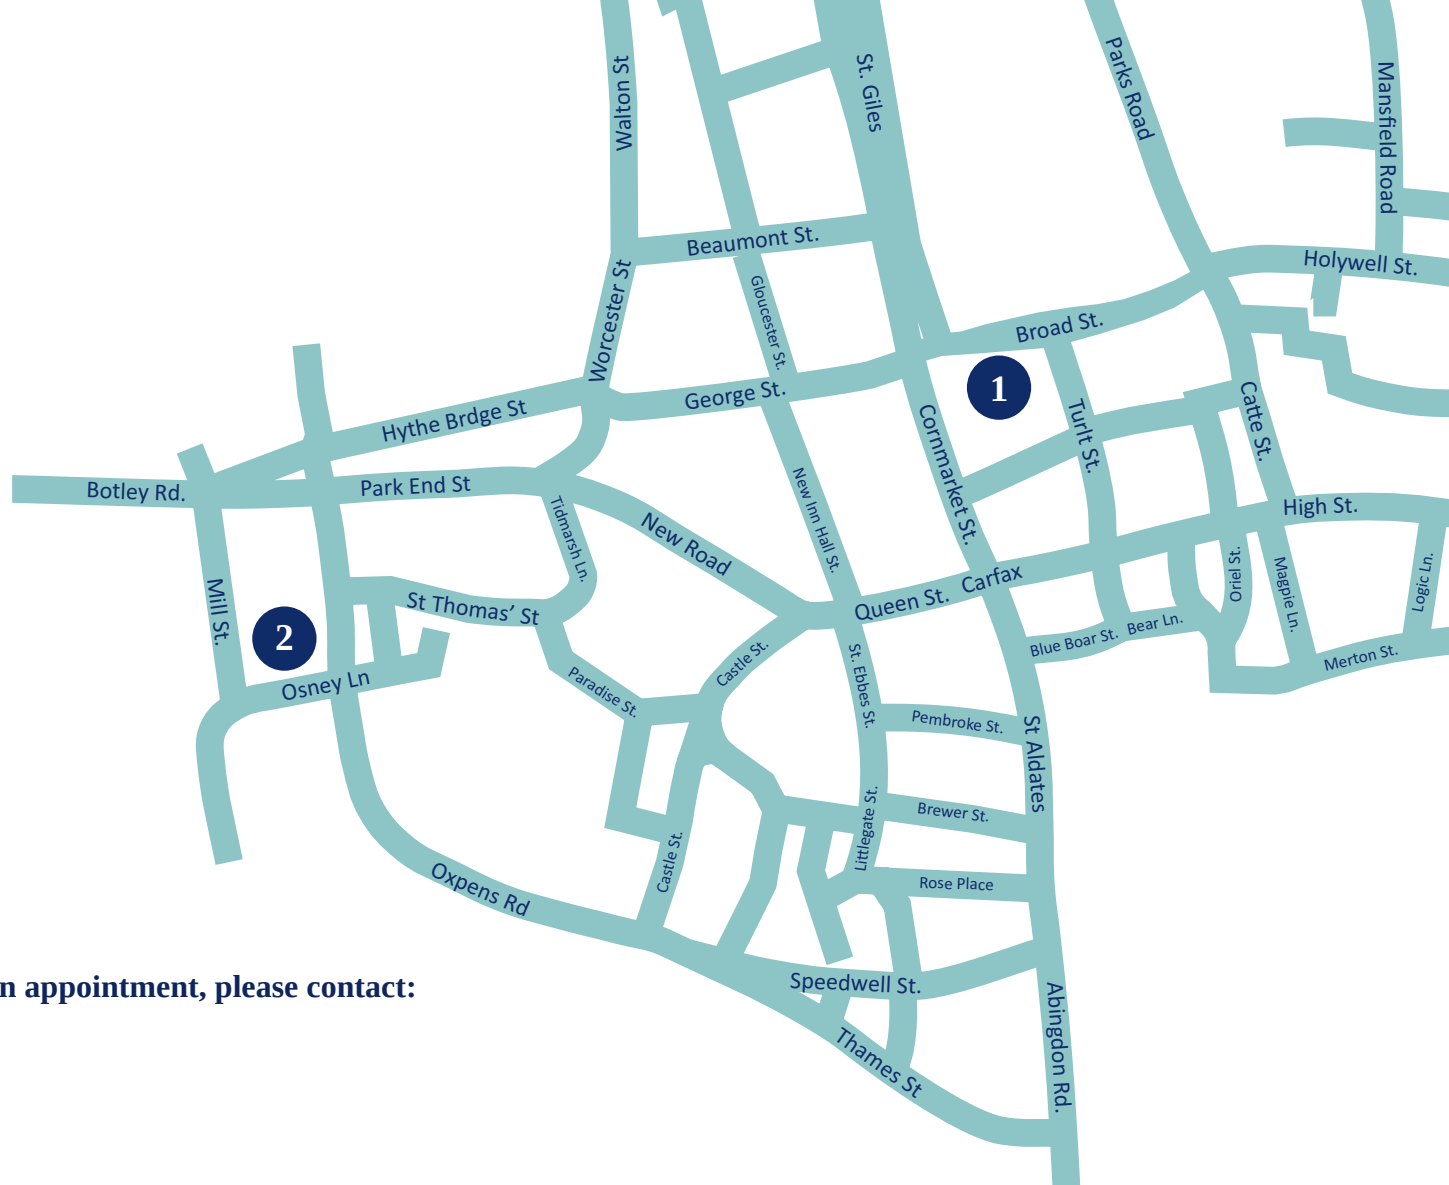 Walton St
St. Giles
Parks Road
Mansfield Road
Beaumont St.
Holywell St.
Worcester St
Gloucester St.
Broad St.
1
George St.
Hythe Brdge St
Cornmarket St.
Turlt St.
Catte St.
Botley Rd.
Park End St
New Inn Hall St.
High St.
Tidmarsh Ln.
New Road
Mill St.
St Thomas’ St
Queen St.
Carfax
Oriel St.
Magpie Ln.
Logic Ln.
2
Osney Ln
Paradise St.
Castle St.
St. Ebbes St.
Blue Boar St.
Bear Ln.
Merton St.
Pembroke St.
St Aldates
Brewer St.
Littlegate St.
Castle St.
Rose Place
Oxpens Rd
Speedwell St.
n appointment, please contact:
Abingdon Rd.
Thames St